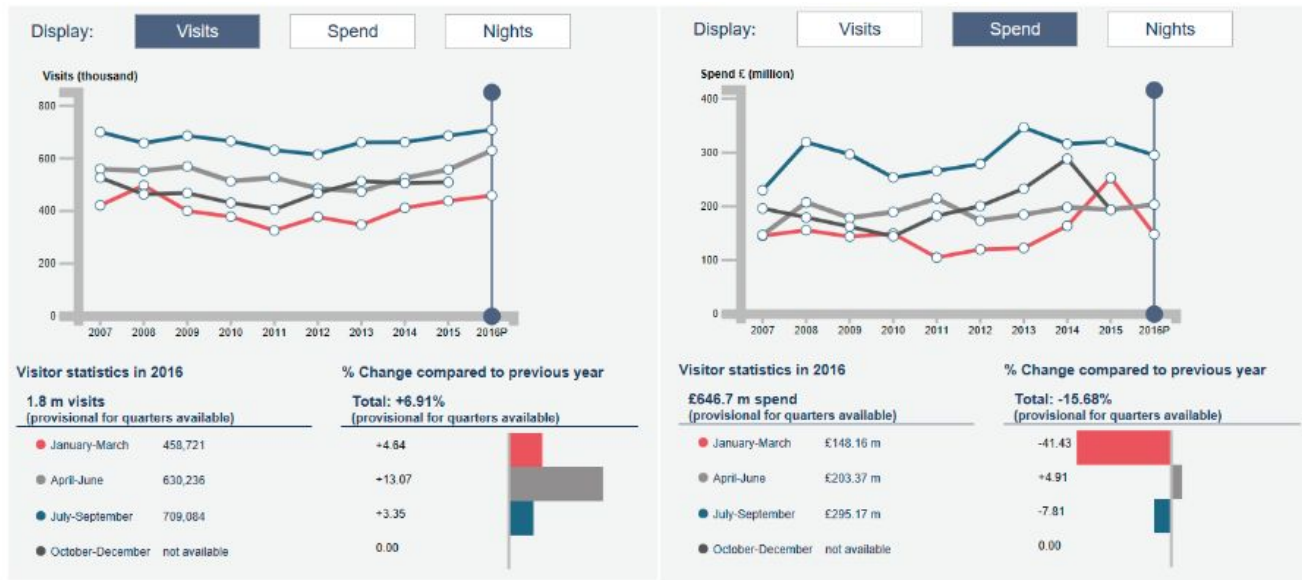 Display: Visits Spend Nights
Visits (thousand)
800
600
400
200
0
2007 2008 2009 2010 2011 2012 2013 2014 2015 2016P
Visitor statistics in 2016
% Change compared to previous year
1.8 m visits
(provisional for quarters available)
Total: +6.91%
(provisional for quarters available)
January-March 458,721 +4.64
April-June 630,236 +13.07
July-September 709,084 +3.35
October-December not available 0.00
Display: Visits Spend Nights
Spend £ (million)
400
300
200
100
0
2007 2008 2009 2010 2011 2012 2013 2014 2015 2016P
Visitor statistics in 2016
% Change compared to previous year
£646.7 m spend
(provisional for quarters available)
Total: -15.68%
(provisional for quarters available)
January-March £148.16 m -41.43
April-June £203.37 m +4.91
July-September £295.17 m -7.81
October-December not available 0.00